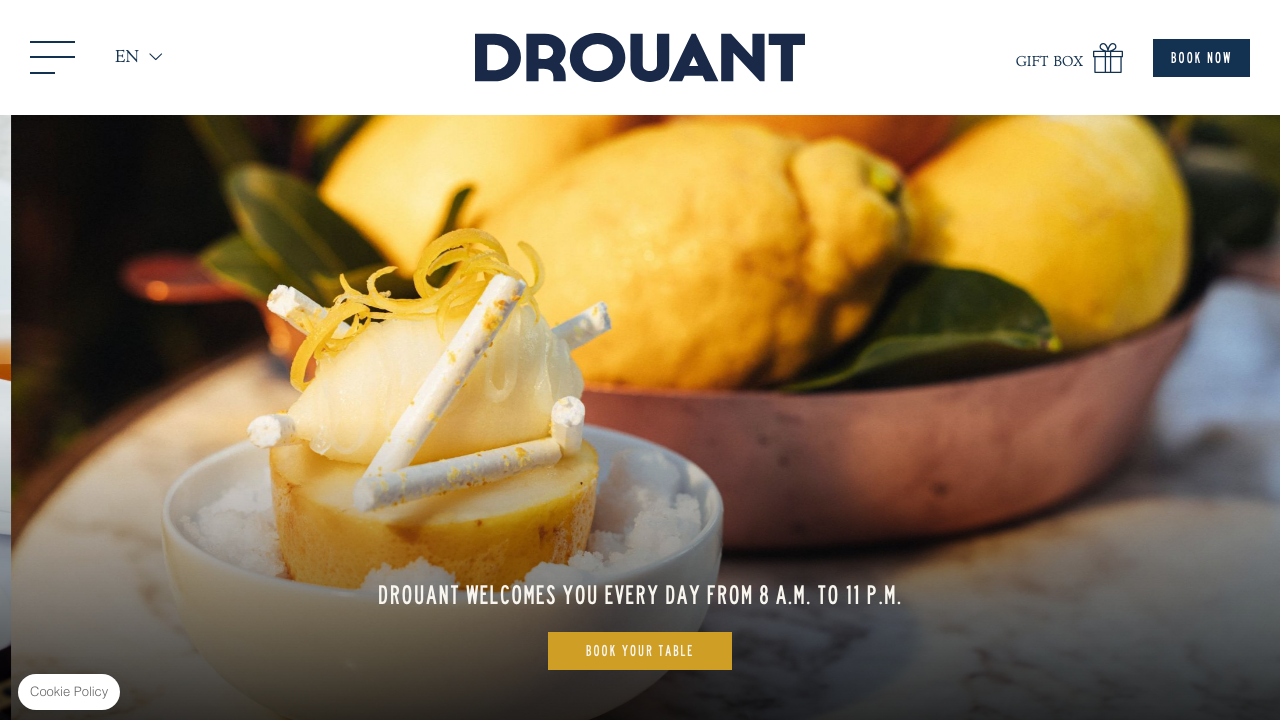 EN
DROUANT
GIFT BOX
BOOK NOW
DROUANT WELCOMES YOU EVERY DAY FROM 8 A.M. TO 11 P.M.
BOOK YOUR TABLE
Cookie Policy